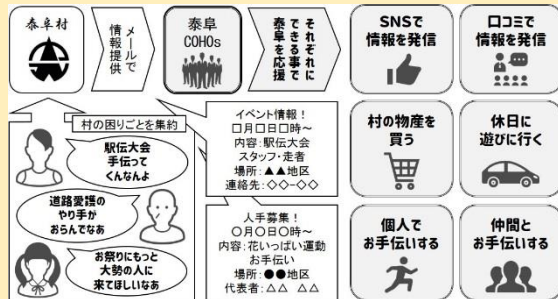 泰阜村
メールで
情報提供
泰阜
COHOs
それぞれに
できる事で
泰阜を応援
SNSで
情報を発信
口コミで
情報を発信
村の困りごとを集約
駅伝大会
手伝って
くんなんよ
道路愛護の
やり手が
おらんでなあ
お祭りにもっと
大勢の人に
来てほしいなあ
イベント情報!
□月□日□時~
内容:駅伝大会
スタッフ・走者
場所:▲▲地区
連絡先:◇◇-◇◇
人手募集!
○月○日○時~
内容:花いっぱい運動
お手伝い
場所:●●地区
代表者:△△ △△
村の物産を
買う
休日に
遊びに行く
個人で
お手伝いする
仲間と
お手伝いする